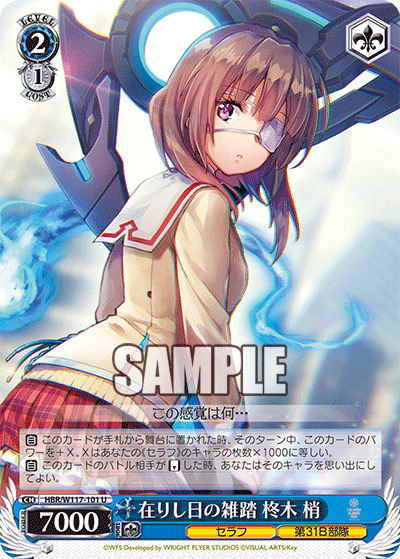 LEVEL
2
1
COST
SAMPLE
この感覚は何…
自 このカードが手札から舞台に置かれた時、そのターン中、このカードのパ
ワーを+X。Xはあなたの《セラフ》のキャラの枚数×1000に等しい。
自 このカードのバトル相手が した時、あなたはそのキャラを思い出にし
てよい。
CH HBR/W117-101 U
7000
在りし日の雑踏 柊木 梢
セラフ 第31B部隊
©WFS Developed by WRIGHT FLYER STUDIOS ©VISUAL ARTS/Key